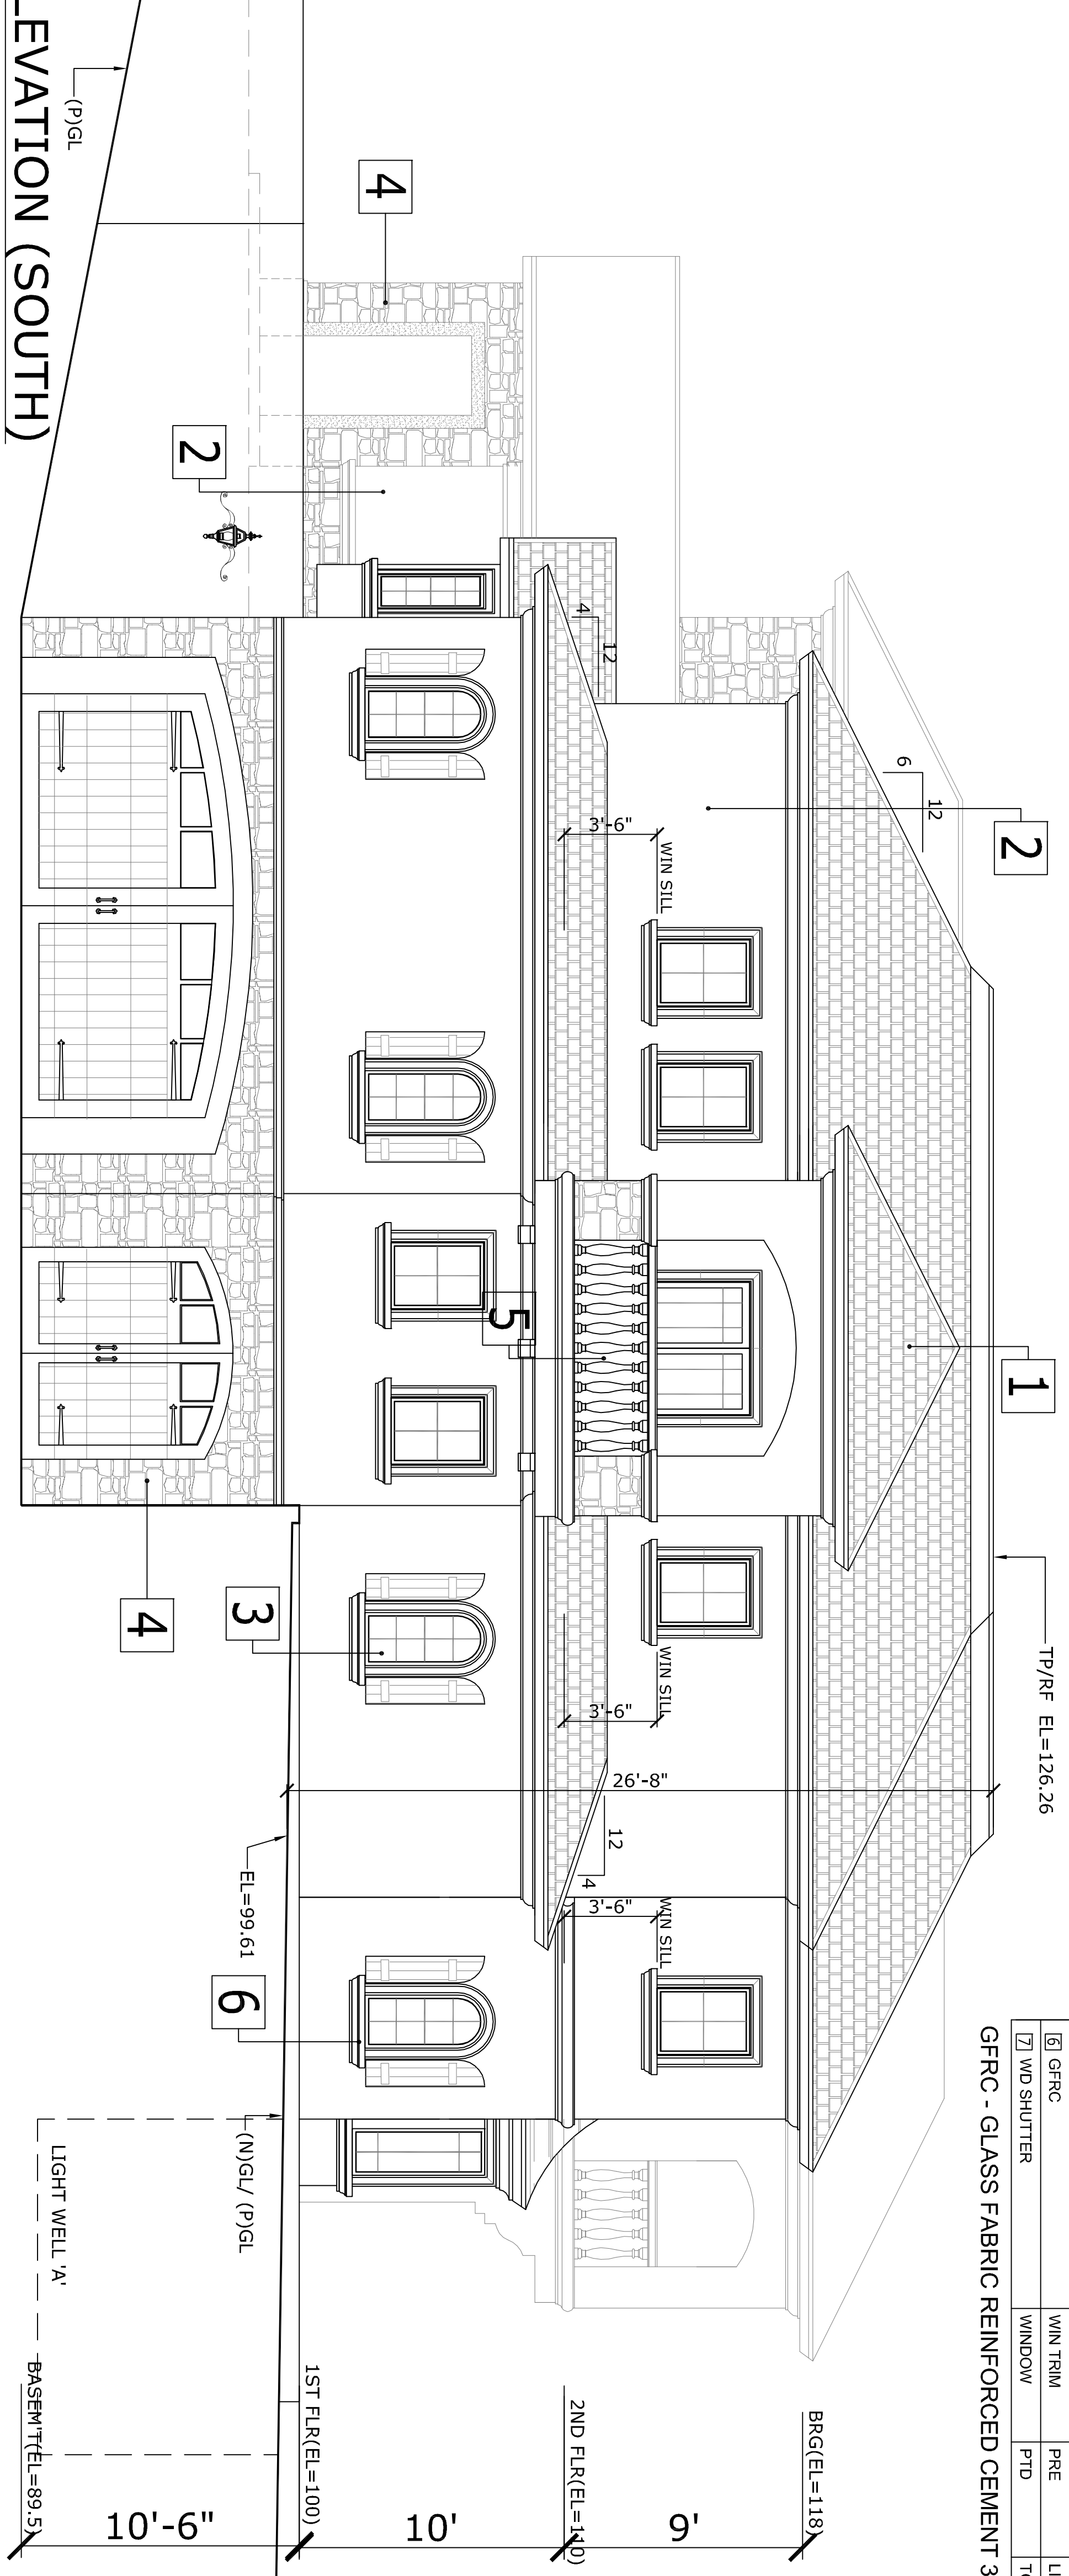 6 GFRC WIN TRIM PRE
7 WD SHUTTER WINDOW PTD
GFRC - GLASS FABRIC REINFORCED CEMENT 3
TP/RF EL=126.26
1
2
12
6
BRG(EL=118)
9'
WIN SILL
3'-6"
WIN SILL
3'-6"
WIN SILL
3'-6"
26'-8"
12
4
12
4
5
2ND FLR(EL=110)
10'
4
2
3
6
EL=99.61
(N)GL/ (P)GL
1ST FLR(EL=100)
10'-6"
4
LIGHT WELL 'A'
BASEM'T(EL=89.5)
(P)GL
LEVATION (SOUTH)